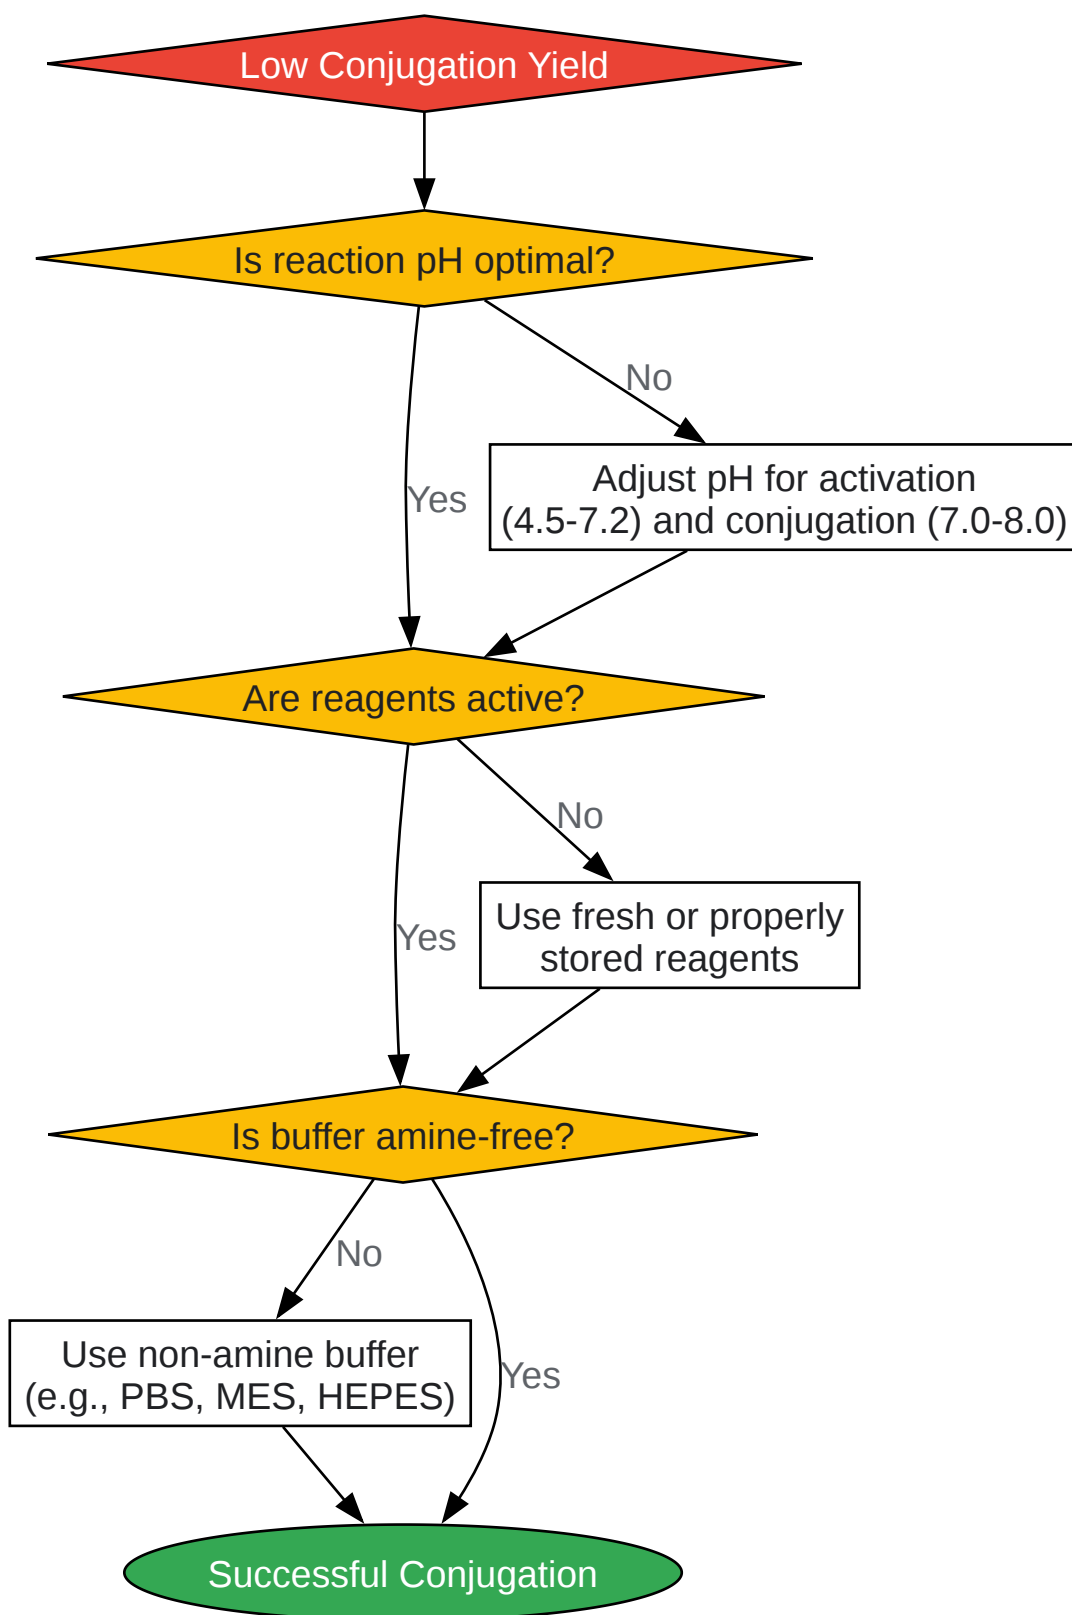 Low Conjugation Yield
Is reaction pH optimal?
No
Adjust pH for activation
(4.5-7.2) and conjugation (7.0-8.0)
Yes
Are reagents active?
No
Use fresh or properly
stored reagents
Yes
Is buffer amine-free?
No
Use non-amine buffer
(e.g., PBS, MES, HEPES)
Yes
Successful Conjugation